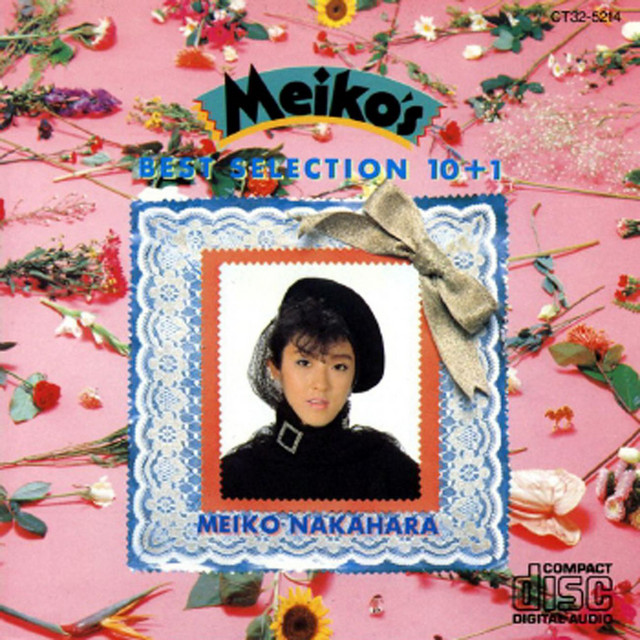 CT32-5214
Meiko's
BEST SELECTION 10+1
MEIKO NAKAHARA
COMPACT
disc
DIGITAL AUDIO